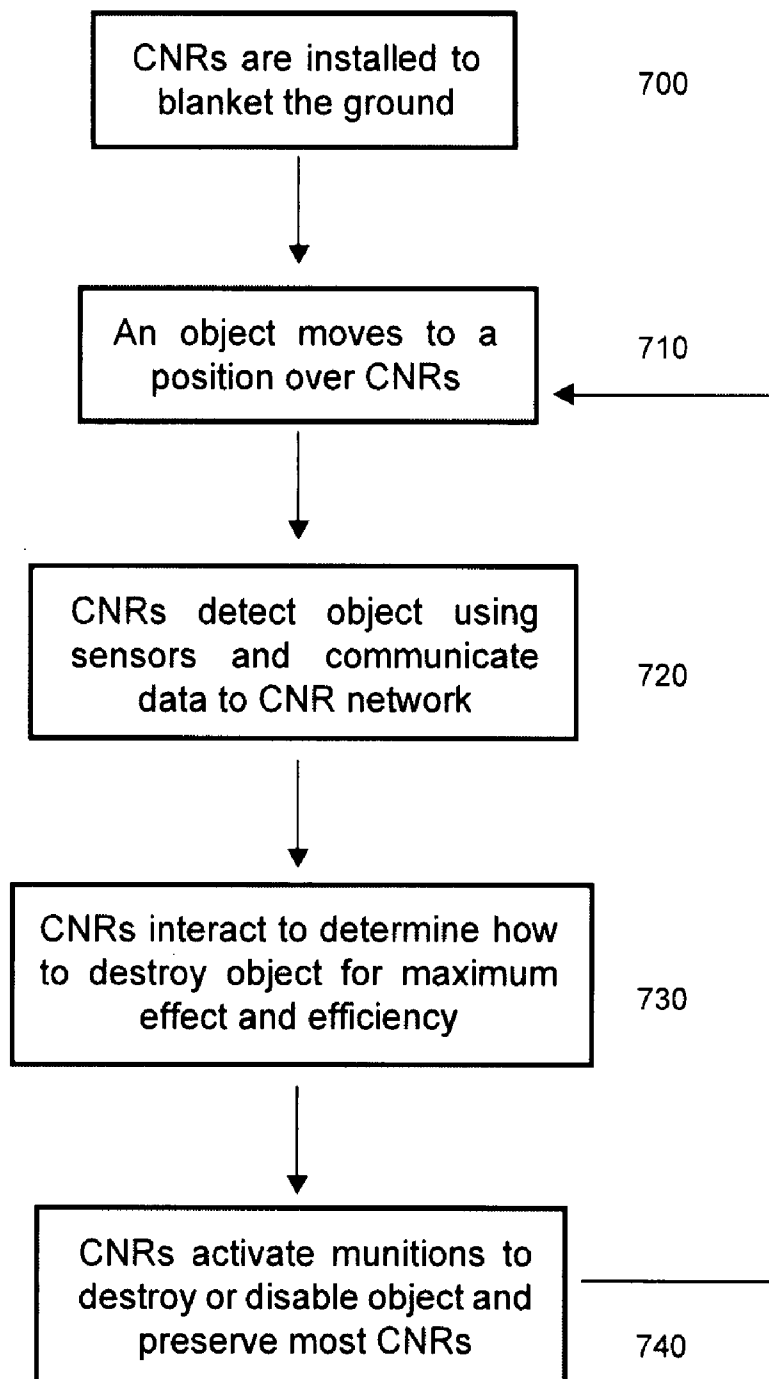 CNRs are installed to
blanket the ground
700
An object moves to a
position over CNRs
710
CNRs detect object using
sensors and communicate
data to CNR network
720
CNRs interact to determine how
to destroy object for maximum
effect and efficiency
730
CNRs activate munitions to
destroy or disable object and
preserve most CNRs
740